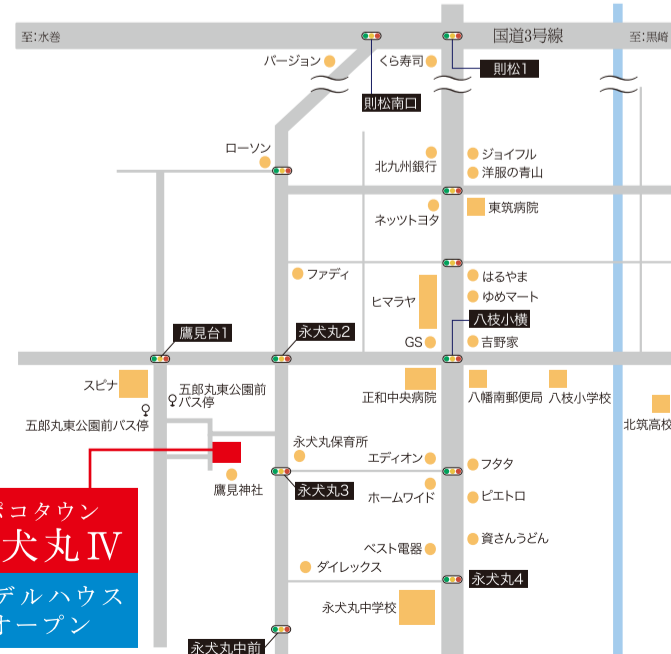 至:水巻
国道3号線
至:黒崎
バージョン
くら寿司
則松1
則松南口
ローソン
北九州銀行
ジョイフル
洋服の青山
ネッツトヨタ
東筑病院
ファディ
はるやま
ヒマラヤ
ゆめマート
八枝小横
鷹見台1
永犬丸2
GS
吉野家
スピナ
五郎丸東公園前
バス停
五郎丸東公園前バス停
正和中央病院
八幡南郵便局
八枝小学校
北筑高校
永犬丸保育所
エディオン
フタタ
鷹見神社
永犬丸3
ホームワイド
ピエトロ
コタウン
犬丸Ⅳ
デルハウス
オープン
ベスト電器
資さんうどん
ダイレックス
永犬丸4
永犬丸中学校
永犬丸中前